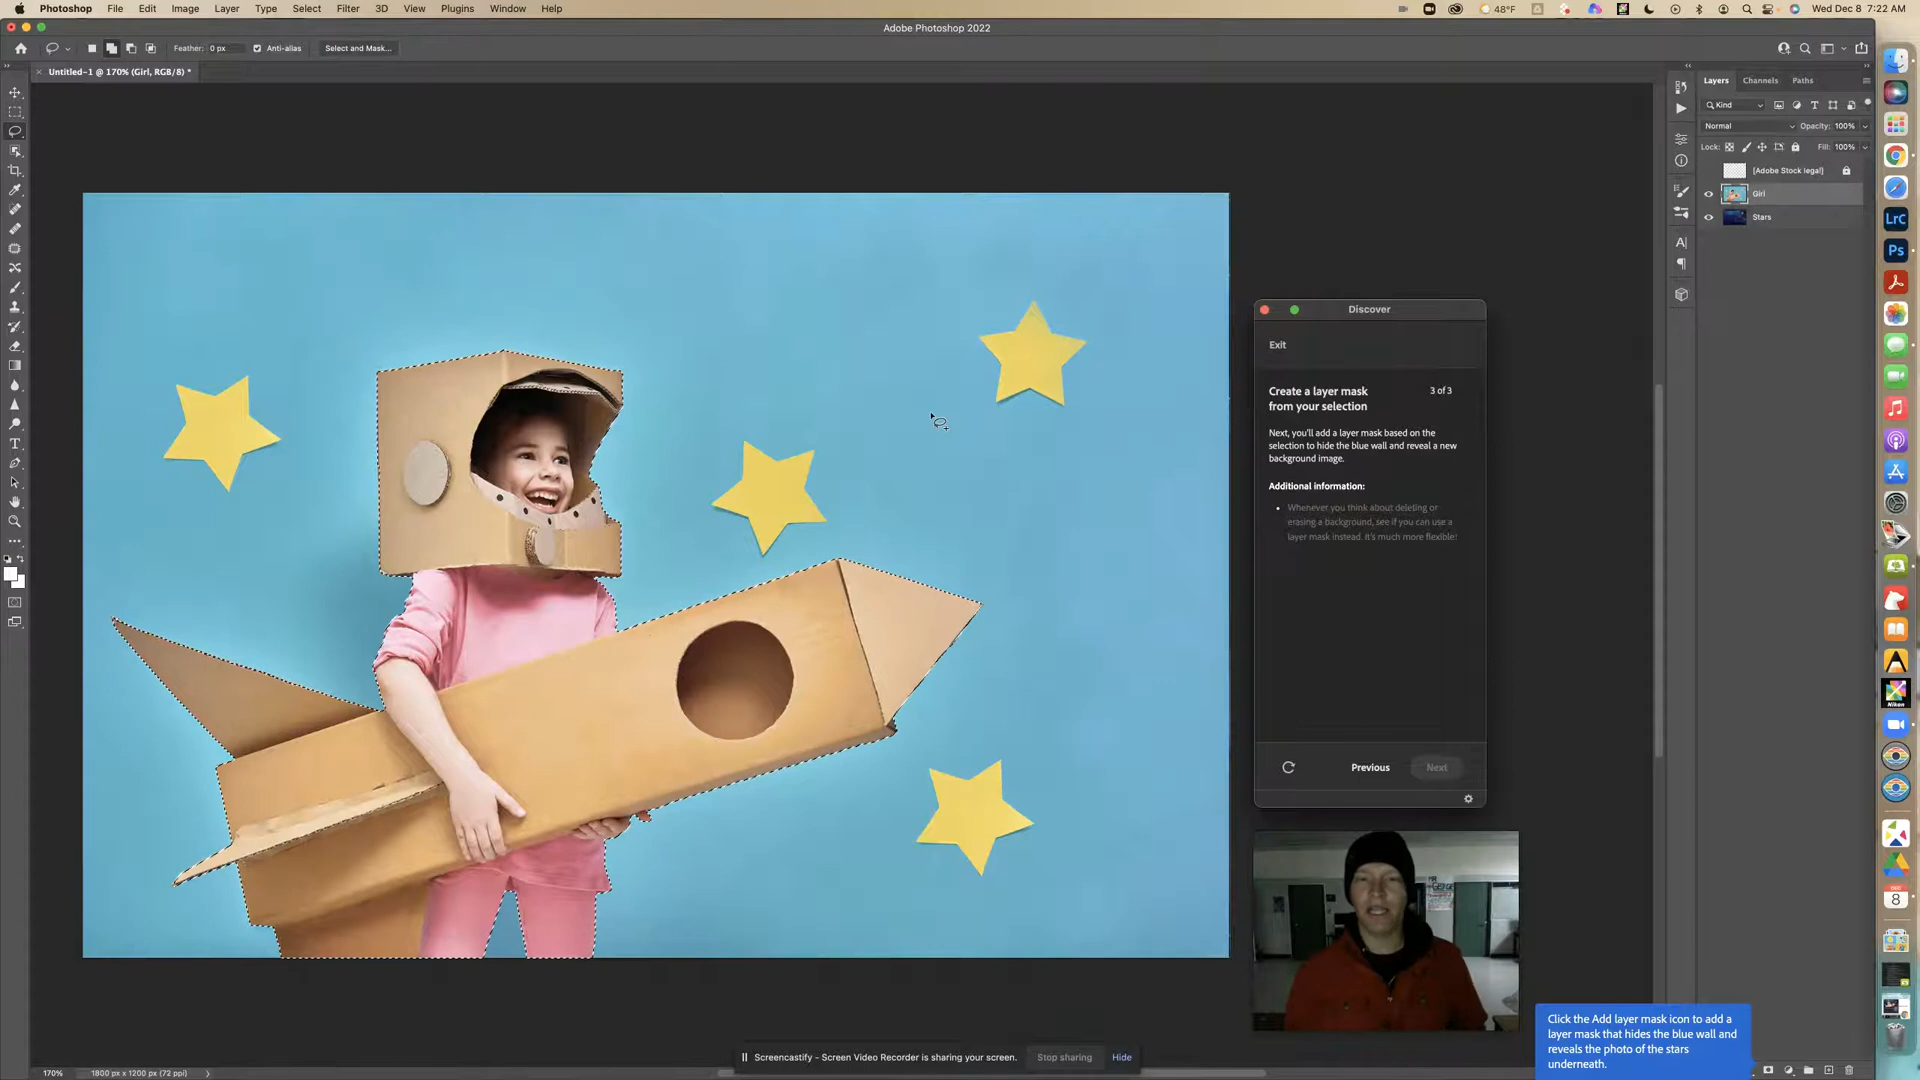 Photoshop File Edit Image Layer Type Select Filter 3D View Plugins Window Help
48°F Wed Dec 8 7:22 AM
Adobe Photoshop 2022
Feather: 0 px Anti-alias Select and Mask...
Untitled-1 @ 170% (Girl, RGB/8) *
Layers Channels Paths
Kind
Normal Opacity: 100%
Lock: Fill: 100%
[Adobe Stock legal]
Girl
Stars
LrC
Ps
Discover
Exit
Create a layer mask 3 of 3
from your selection
Next, you'll add a layer mask based on the
selection to hide the blue wall and reveal a new
background image.
Additional information:
• Whenever you think about deleting or
erasing a background, see if you can use a
layer mask instead. It's much more flexible!
Previous Next
Nikon
DEC
8
Click the Add layer mask icon to add a
layer mask that hides the blue wall and
reveals the photo of the stars
underneath.
Screencastify - Screen Video Recorder is sharing your screen. Stop sharing Hide
170% 1800 px x 1200 px (72 ppi)